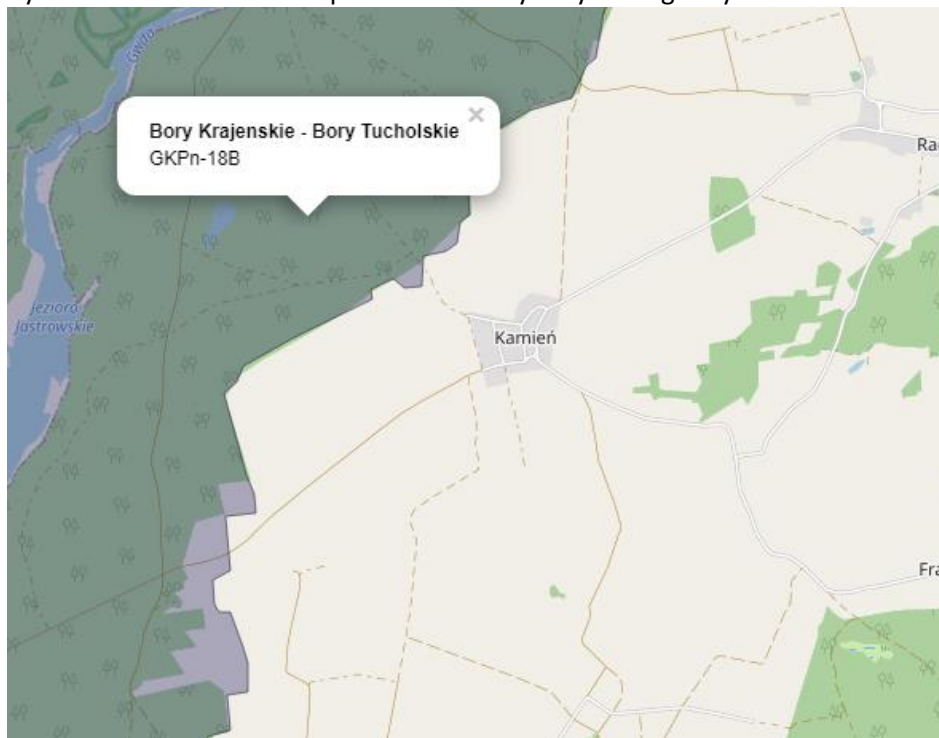 Gwda
Bory Krajenskie - Bory Tucholskie
×
GKPn-18B
Ra
Jezioro
Jastrowskie
Kamień
Fra